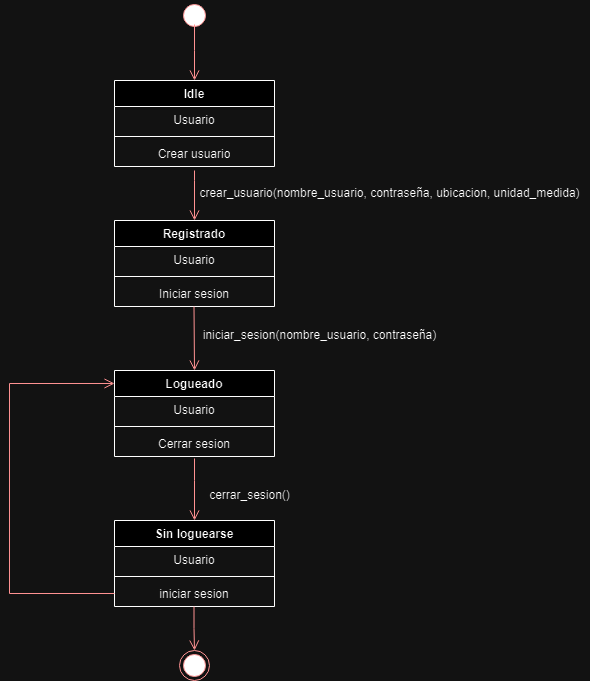 Idle
Usuario
Crear usuario
crear_usuario(nombre_usuario, contraseña, ubicacion, unidad_medida)
Registrado
Usuario
Iniciar sesion
iniciar_sesion(nombre_usuario, contraseña)
Logueado
Usuario
Cerrar sesion
cerrar_sesion()
Sin loguearse
Usuario
iniciar sesion